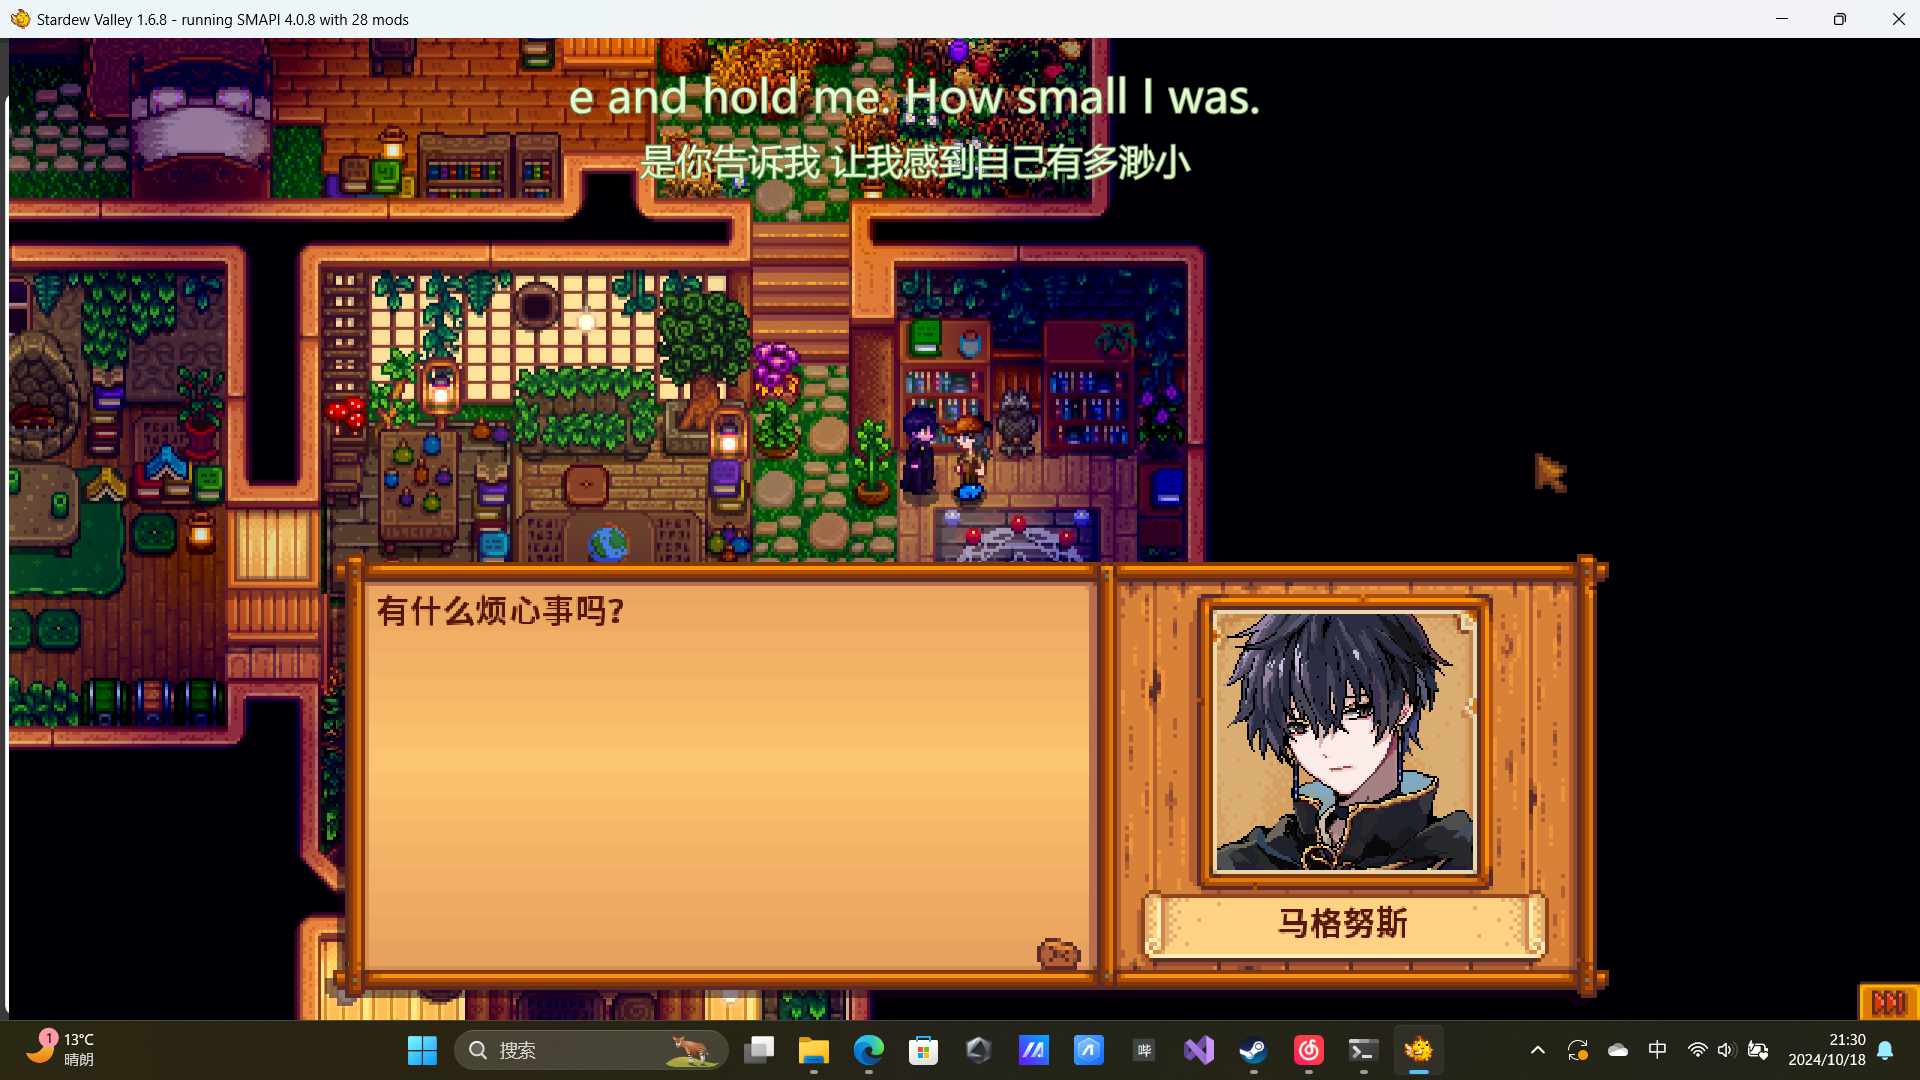 Stardew Valley 1.6.8 - running SMAPI 4.0.8 with 28 mods
e and hold me. How small I was.
是你告诉我 让我感到自己有多渺小
有什么烦心事吗?
马格努斯
1
13°C
晴朗
搜索
哔
中
21:30
2024/10/18